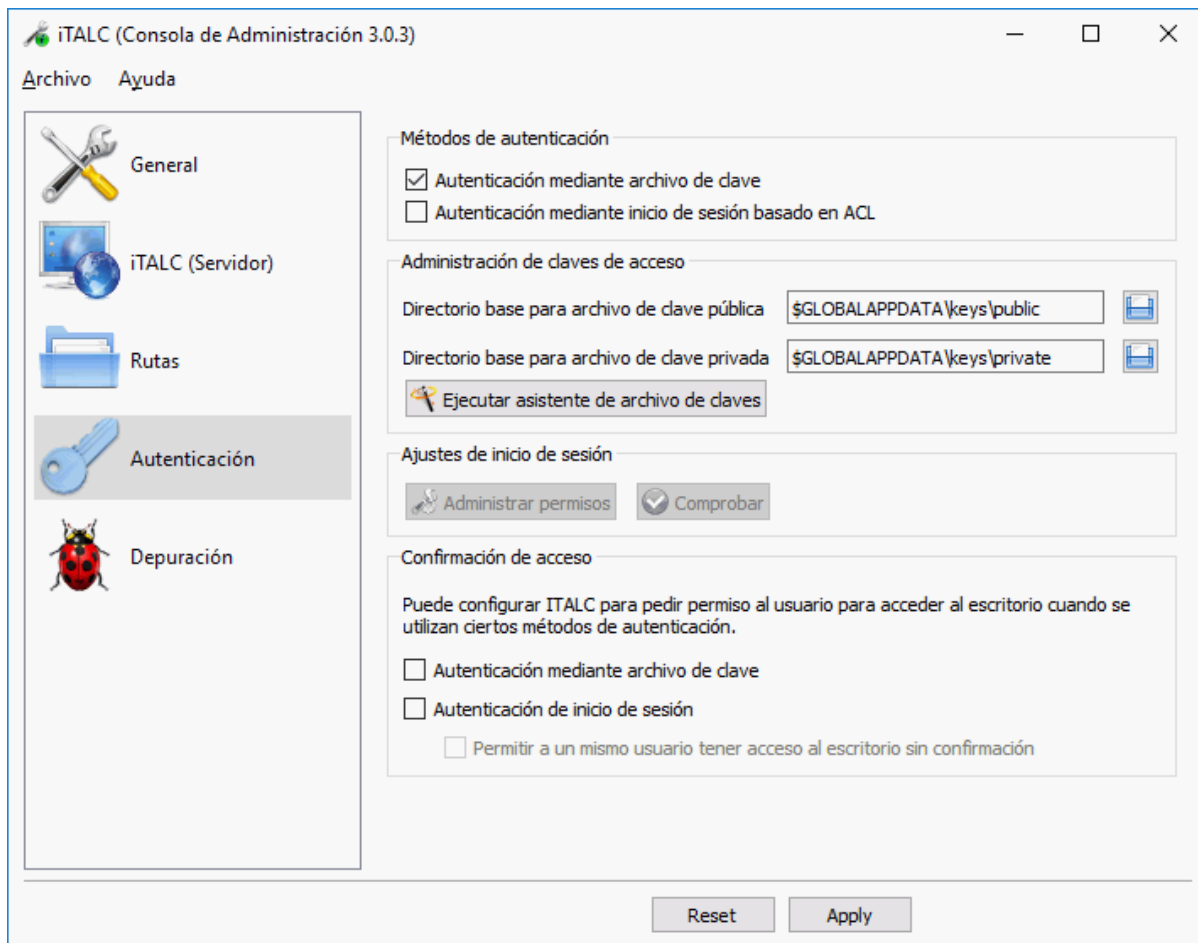 iTALC (Consola de Administración 3.0.3)
Archivo Ayuda
General
iTALC (Servidor)
Rutas
Autenticación
Depuración
Métodos de autenticación
Autenticación mediante archivo de clave
Autenticación mediante inicio de sesión basado en ACL
Administración de claves de acceso
Directorio base para archivo de clave pública $GLOBALAPPDATA\keys\public
Directorio base para archivo de clave privada $GLOBALAPPDATA\keys\private
Ejecutar asistente de archivo de claves
Ajustes de inicio de sesión
Administrar permisos Comprobar
Confirmación de acceso
Puede configurar ITALC para pedir permiso al usuario para acceder al escritorio cuando se
utilizan ciertos métodos de autenticación.
Autenticación mediante archivo de clave
Autenticación de inicio de sesión
Permitir a un mismo usuario tener acceso al escritorio sin confirmación
Reset Apply